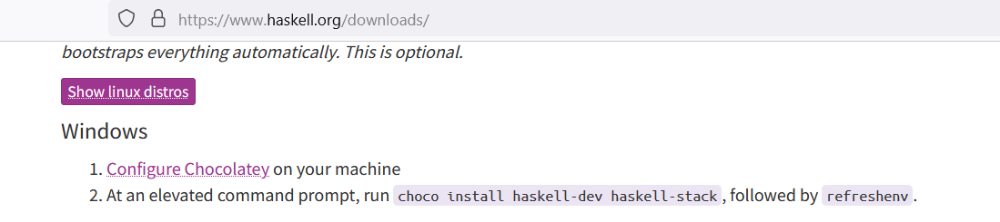 https://www.haskell.org/downloads/
bootstraps everything automatically. This is optional.
Show linux distros
Windows
1. Configure Chocolatey on your machine
2. At an elevated command prompt, run choco install haskell-dev haskell-stack, followed by refreshenv.